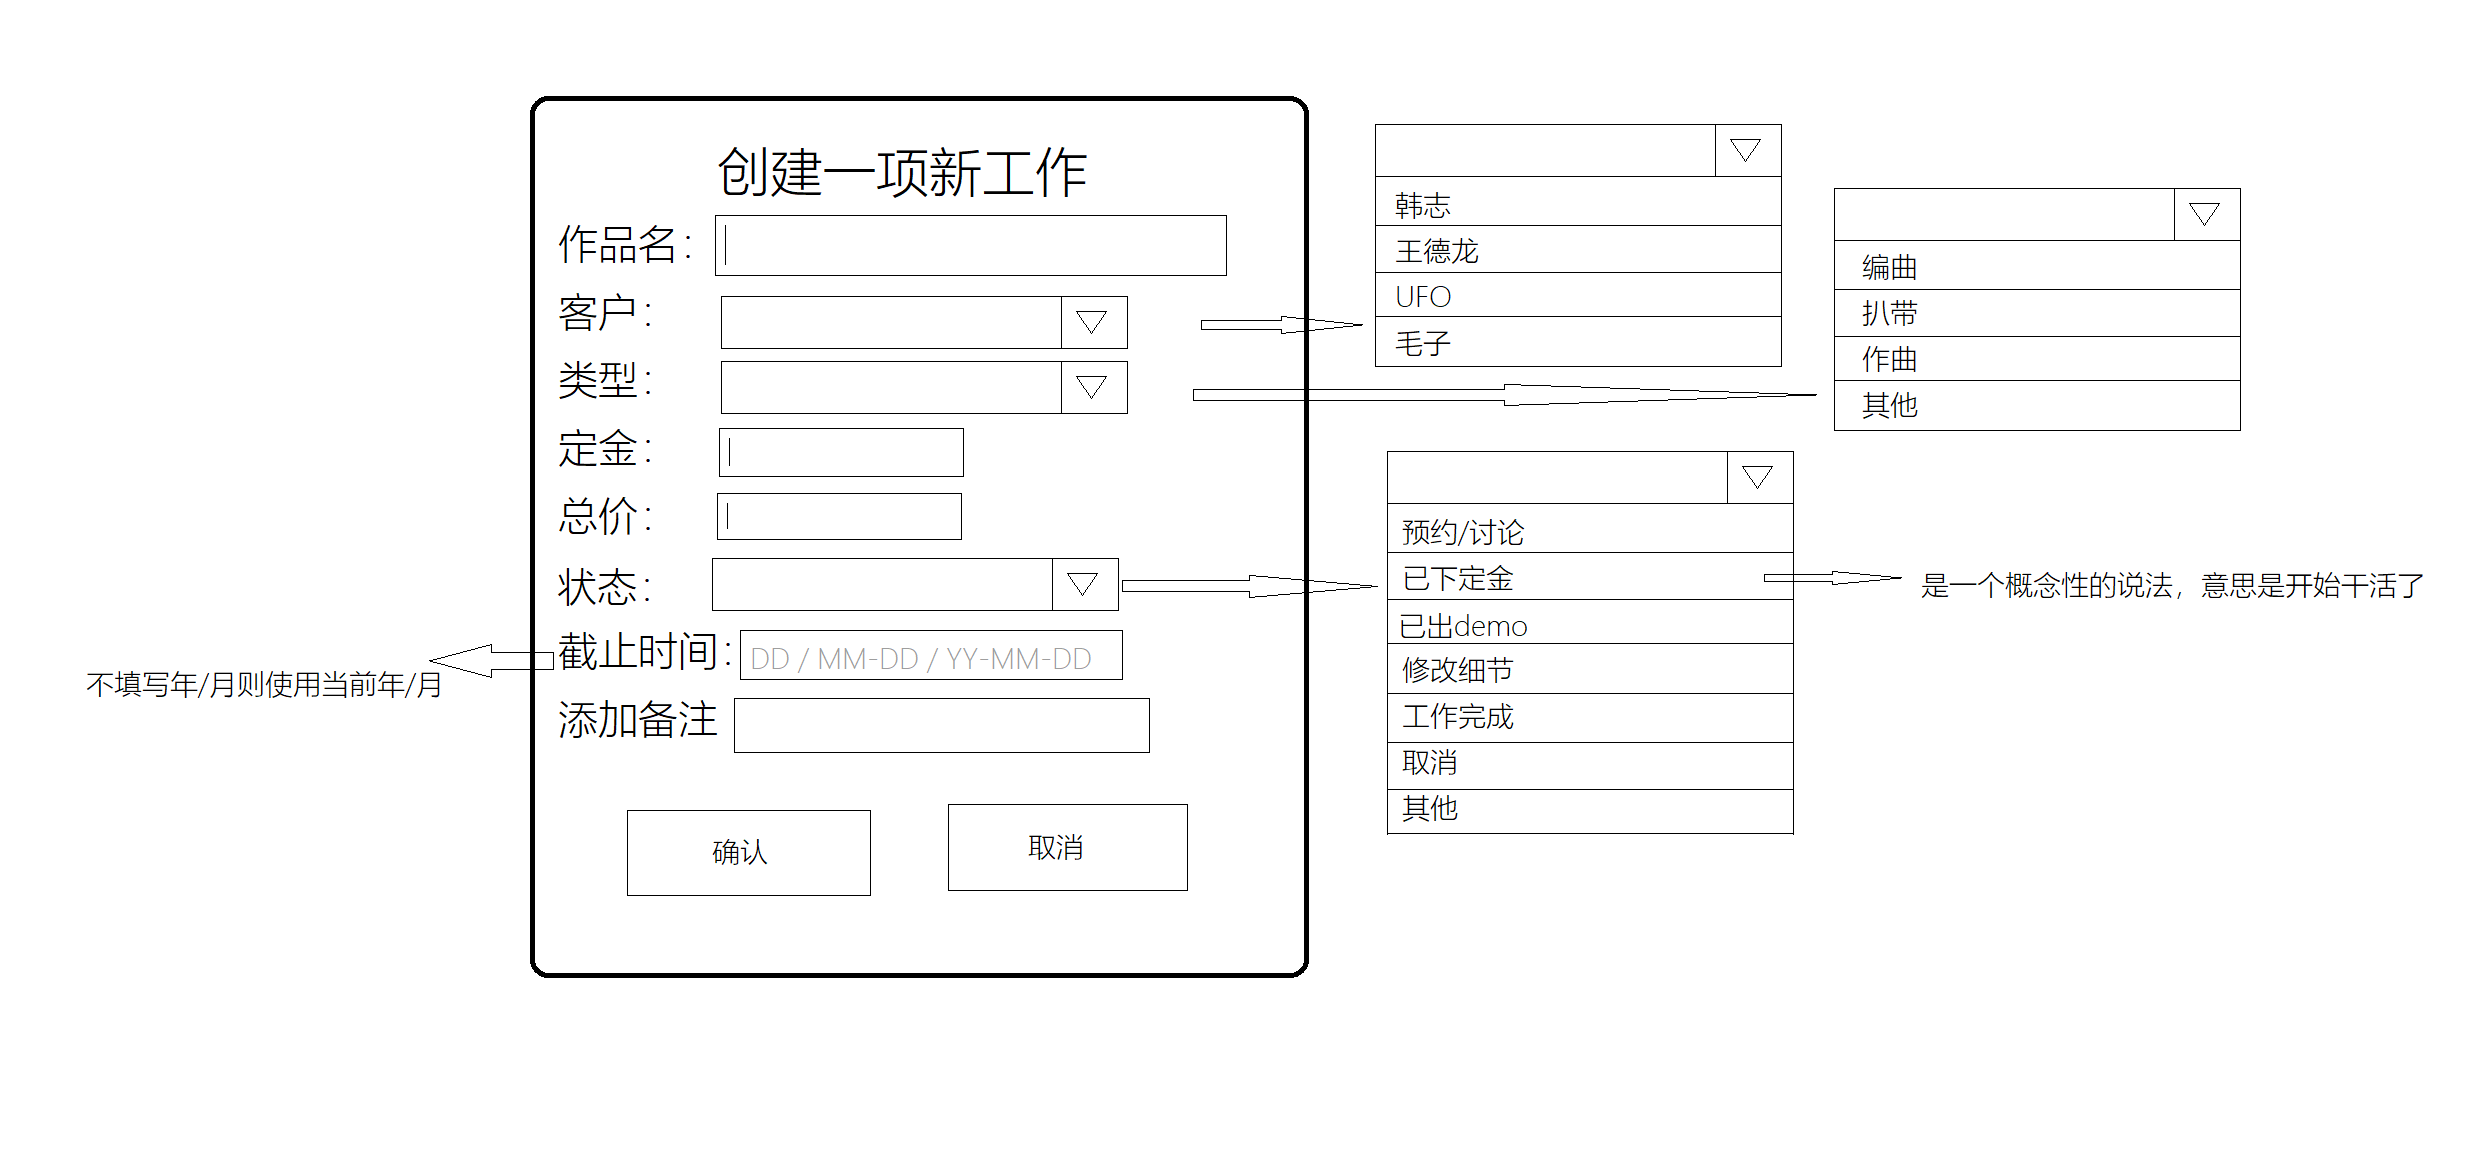 创建一项新工作
作品名：
客户：
类型：
定金：
总价：
状态：
截止时间：
DD / MM-DD / YY-MM-DD
添加备注
确认
取消
不填写年/月则使用当前年/月
韩志
王德龙
UFO
毛子
编曲
扒带
作曲
其他
预约/讨论
已下定金
已出demo
修改细节
工作完成
取消
其他
是一个概念性的说法，意思是开始干活了